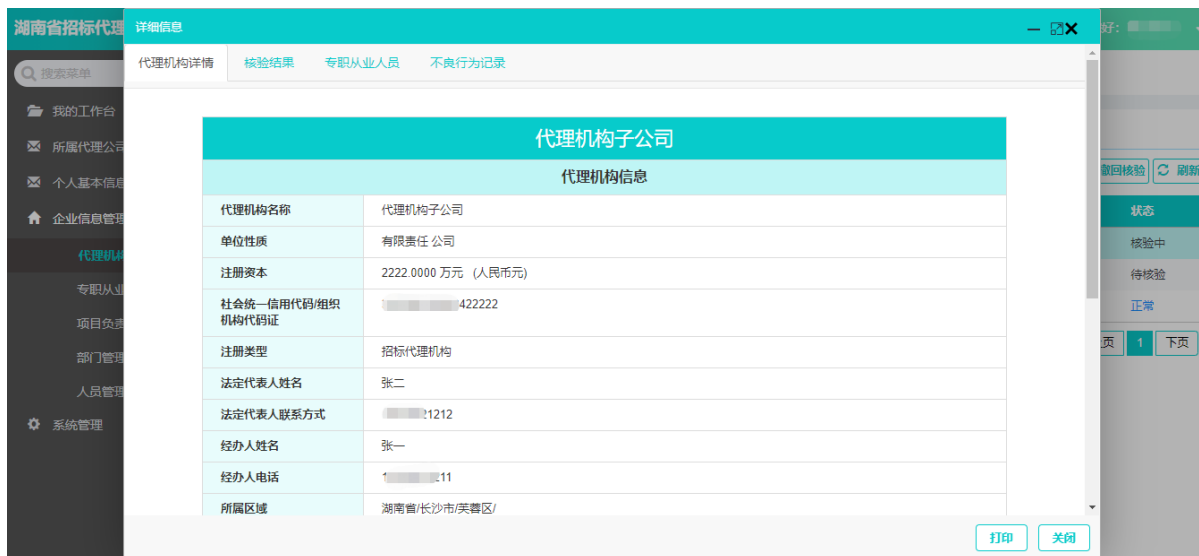 湖南省招标代理
详细信息
好：
搜索菜单
代理机构详情 核验结果 专职从业人员 不良行为记录
我的工作台
所属代理公司
个人基本信息
企业信息管理
代理机构
专职从业
项目负责
部门管理
人员管理
系统管理
代理机构子公司
代理机构信息
代理机构名称 代理机构子公司
单位性质 有限责任 公司
注册资本 2222.0000 万元 (人民币元)
社会统一信用代码/组织
机构代码证 422222
注册类型 招标代理机构
法定代表人姓名 张二
法定代表人联系方式 21212
经办人姓名 张一
经办人电话 1 211
所属区域 湖南省/长沙市/芙蓉区/
撤回核验 刷新
状态
核验中
待核验
正常
页 1 下页
打印 关闭